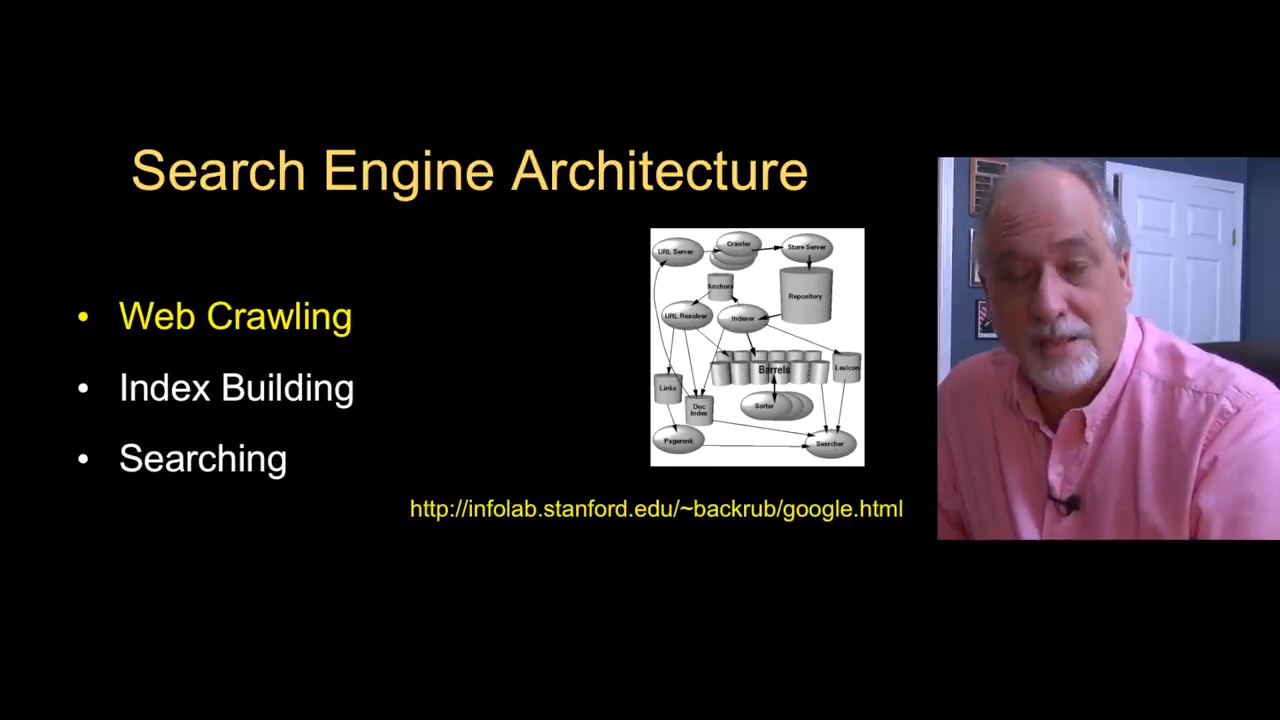 Search Engine Architecture
• Web Crawling
• Index Building
• Searching
URL Server
Crawler
Store Server
Anchors
Repository
URL Resolver
Indexer
Barrels
Lexicon
Links
Doc
Index
Sorter
Pagerank
Searcher
http://infolab.stanford.edu/~backrub/google.html